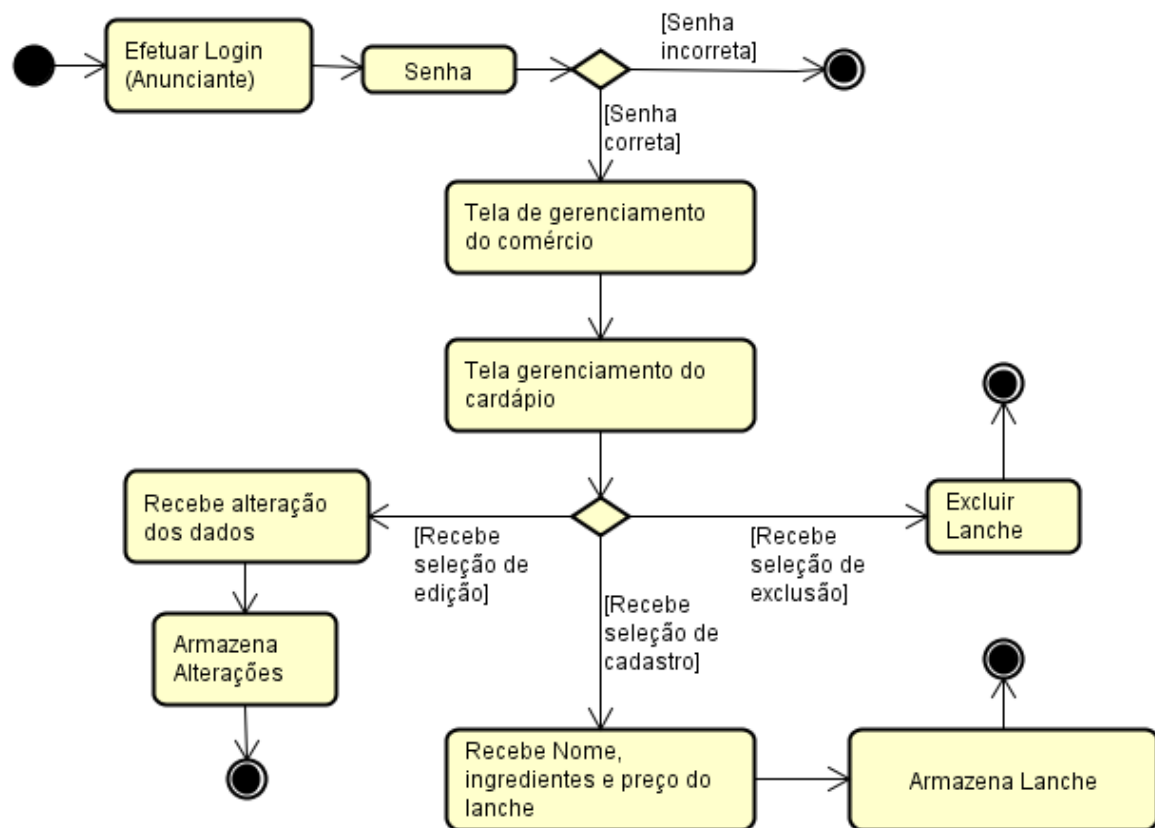 Efetuar Login
(Anunciante)
Senha
[Senha
incorreta]
[Senha
correta]
Tela de gerenciamento
do comércio
Tela gerenciamento do
cardápio
Recebe alteração
dos dados
[Recebe
seleção de
edição]
[Recebe
seleção de
exclusão]
Excluir
Lanche
[Recebe
seleção de
cadastro]
Armazena
Alterações
Recebe Nome,
ingredientes e preço do
lanche
Armazena Lanche